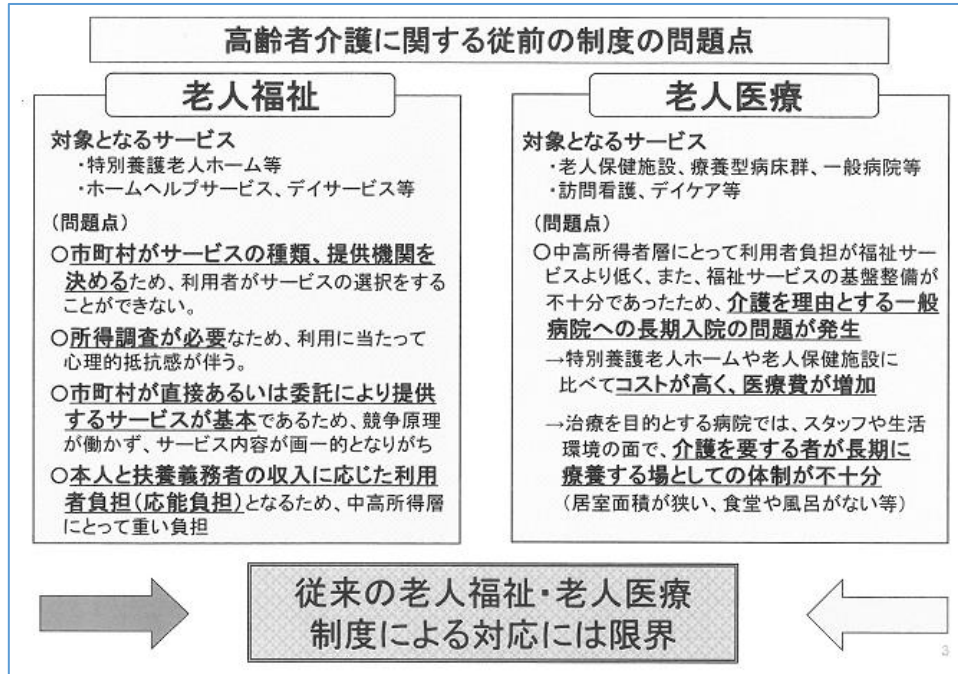 高齢者介護に関する従前の制度の問題点
老人福祉
対象となるサービス
・特別養護老人ホーム等
・ホームヘルプサービス、デイサービス等
(問題点)
○市町村がサービスの種類、提供機関を
決めるため、利用者がサービスの選択をする
ことができない。
○所得調査が必要なため、利用に当たって
心理的抵抗感が伴う。
○市町村が直接あるいは委託により提供
するサービスが基本であるため、競争原理
が働かず、サービス内容が画一的となりがち
○本人と扶養義務者の収入に応じた利用
者負担(応能負担)となるため、中高所得層
にとって重い負担
老人医療
対象となるサービス
・老人保健施設、療養型病床群、一般病院等
・訪問看護、デイケア等
(問題点)
○中高所得者層にとって利用者負担が福祉サー
ビスより低く、また、福祉サービスの基盤整備が
不十分であったため、介護を理由とする一般
病院への長期入院の問題が発生
→特別養護老人ホームや老人保健施設に
比べてコストが高く、医療費が増加
→治療を目的とする病院では、スタッフや生活
環境の面で、介護を要する者が長期に
療養する場としての体制が不十分
(居室面積が狭い、食堂や風呂がない等)
従来の老人福祉・老人医療
制度による対応には限界
3